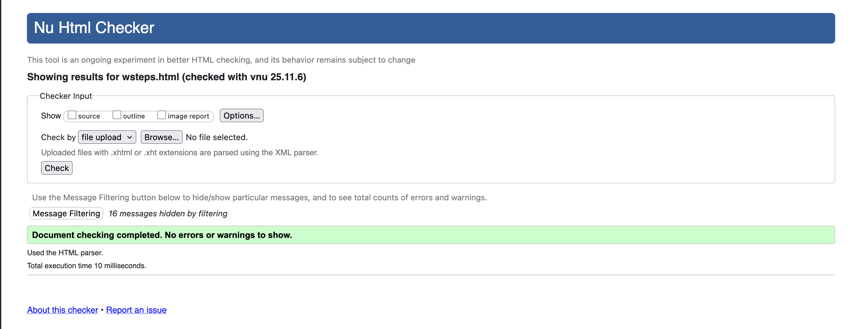 Nu Html Checker
This tool is an ongoing experiment in better HTML checking, and its behavior remains subject to change
Showing results for wsteps.html (checked with vnu 25.11.6)
Checker Input
Show source outline image report Options...
Check by file upload Browse... No file selected.
Uploaded files with .xhtml or .xht extensions are parsed using the XML parser.
Check
Use the Message Filtering button below to hide/show particular messages, and to see total counts of errors and warnings.
Message Filtering 16 messages hidden by filtering
Document checking completed. No errors or warnings to show.
Used the HTML parser.
Total execution time 10 milliseconds.
About this checker • Report an issue